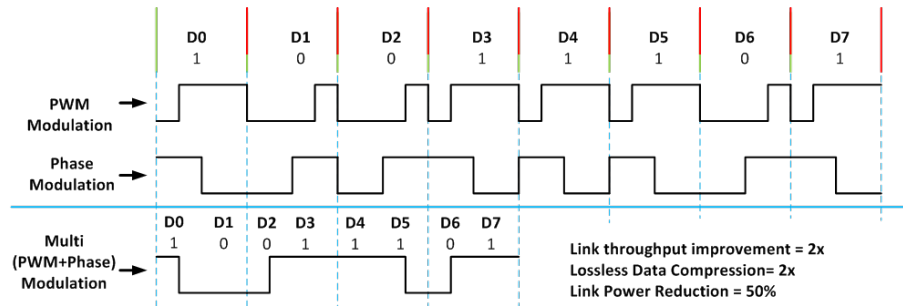 D0 D1 D2 D3 D4 D5 D6 D7
1 0 0 1 1 1 0 1
PWM
Modulation
Phase
Modulation
D0 D1 D2 D3 D4 D5 D6 D7
1 0 0 1 1 1 0 1
Multi
(PWM+Phase)
Modulation
Link throughput improvement = 2x
Lossless Data Compression= 2x
Link Power Reduction = 50%